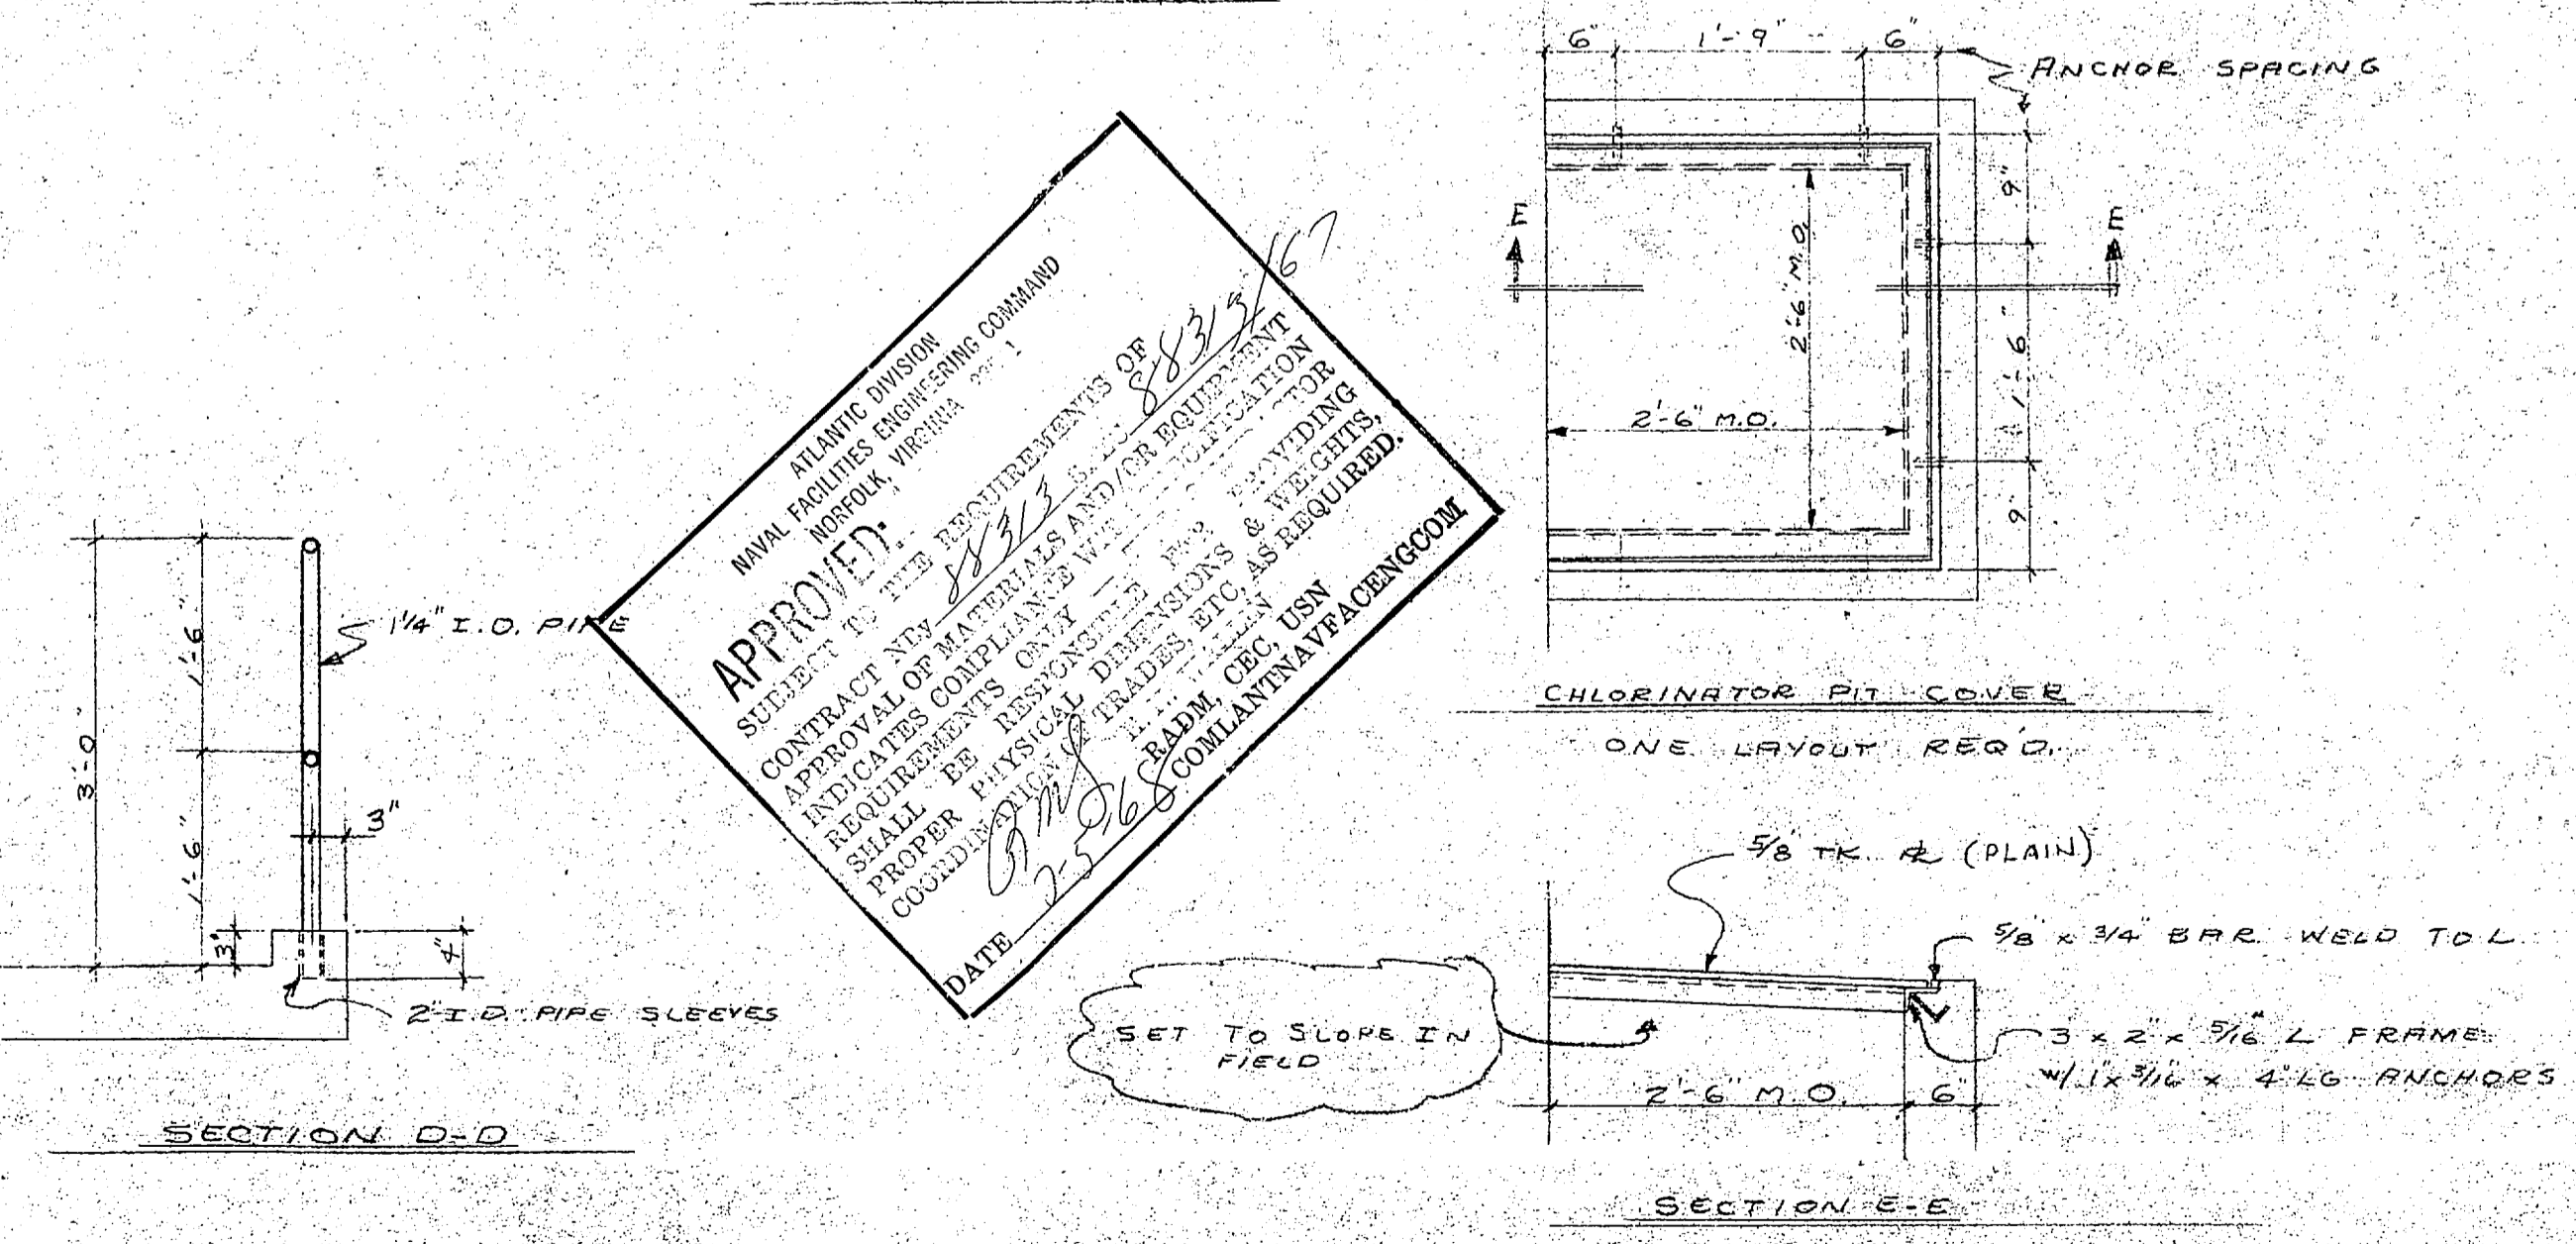 6" 1'-9" 6"
ANCHOR SPACING
9"
E E
2'-6" M.O.
1'-6"
2'-6" M.O.
9"
CHLORINATOR PIT COVER
ONE LAYOUT REQ'D.
ATLANTIC DIVISION
NAVAL FACILITIES ENGINEERING COMMAND
NORFOLK, VIRGINIA
APPROVED:
SUBJECT TO THE REQUIREMENTS OF
CONTRACT NBy 88313 SPEC 8-8313/67
APPROVAL OF MATERIALS AND/OR EQUIPMENT
INDICATES COMPLIANCE WITH SPECIFICATION
REQUIREMENTS ONLY
SHALL BE RESPONSIBLE FOR PROVIDING
PROPER PHYSICAL DIMENSIONS & WEIGHTS,
COORDINATION OF TRADES, ETC, AS REQUIRED.
RADM, CEC, USN
DATE 2-5-68 COMLANTNAVFACENGCOM
3'-0"
1'-6"
1 1/4" I.D. PIPE
1'-6"
3"
3" 4"
2" I.D. PIPE SLEEVES
SECTION D-D
5/8 TK. PL (PLAIN)
5/8 x 3/4" BAR WELD TO L
SET TO SLOPE IN
FIELD
3 x 2" x 5/16" L FRAME
w/ 1" x 3/16 x 4" LG ANCHORS
2'-6" M.O. 6"
SECTION E-E